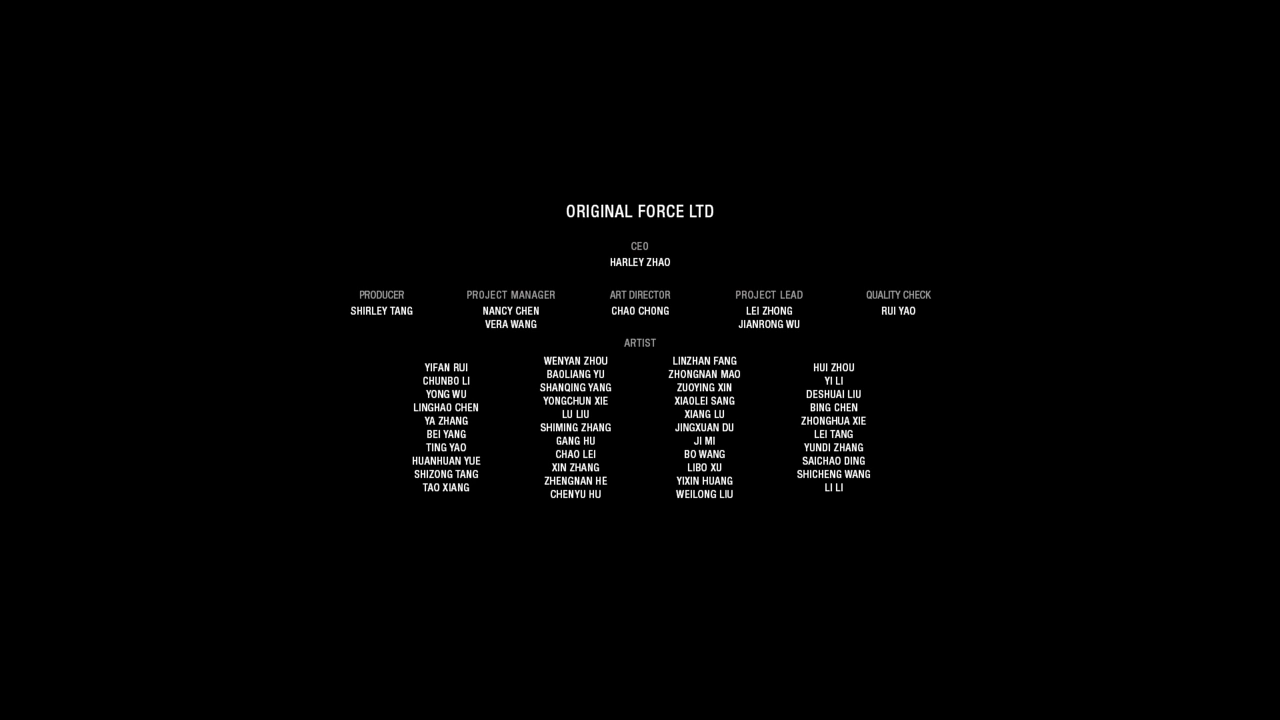 ORIGINAL FORCE LTD
CEO
HARLEY ZHAO
PRODUCER
SHIRLEY TANG
PROJECT MANAGER
NANCY CHEN
VERA WANG
ART DIRECTOR
CHAO CHONG
PROJECT LEAD
LEI ZHONG
JIANRONG WU
QUALITY CHECK
RUI YAO
ARTIST
YIFAN RUI
CHUNBO LI
YONG WU
LINGHAO CHEN
YA ZHANG
BEI YANG
TING YAO
HUANHUAN YUE
SHIZONG TANG
TAO XIANG
WENYAN ZHOU
BAOLIANG YU
SHANQING YANG
YONGCHUN XIE
LU LIU
SHIMING ZHANG
GANG HU
CHAO LEI
XIN ZHANG
ZHENGNAN HE
CHENYU HU
LINZHAN FANG
ZHONGNAN MAO
ZUOYING XIN
XIAOLEI SANG
XIANG LU
JINGXUAN DU
JI MI
BO WANG
LIBO XU
YIXIN HUANG
WEILONG LIU
HUI ZHOU
YI LI
DESHUAI LIU
BING CHEN
ZHONGHUA XIE
LEI TANG
YUNDI ZHANG
SAICHAO DING
SHICHENG WANG
LI LI